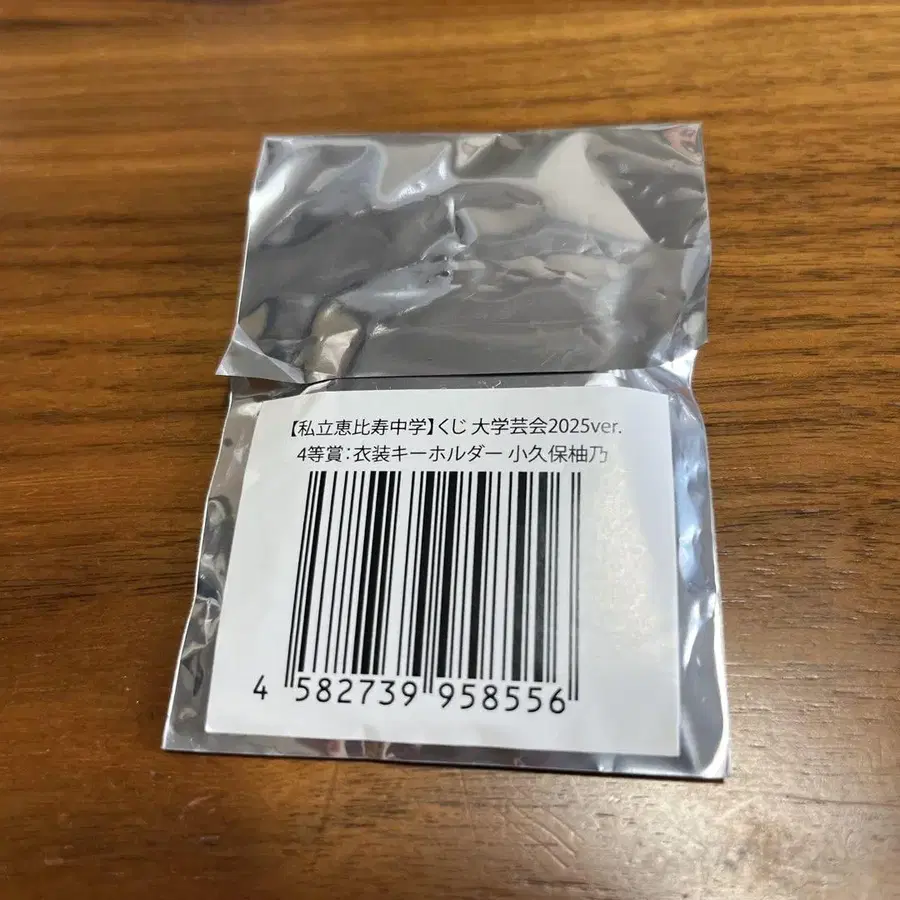 【私立恵比寿中学】くじ 大学芸会2025ver.
4等賞：衣装キーホルダー 小久保柚乃
4 582739 958556